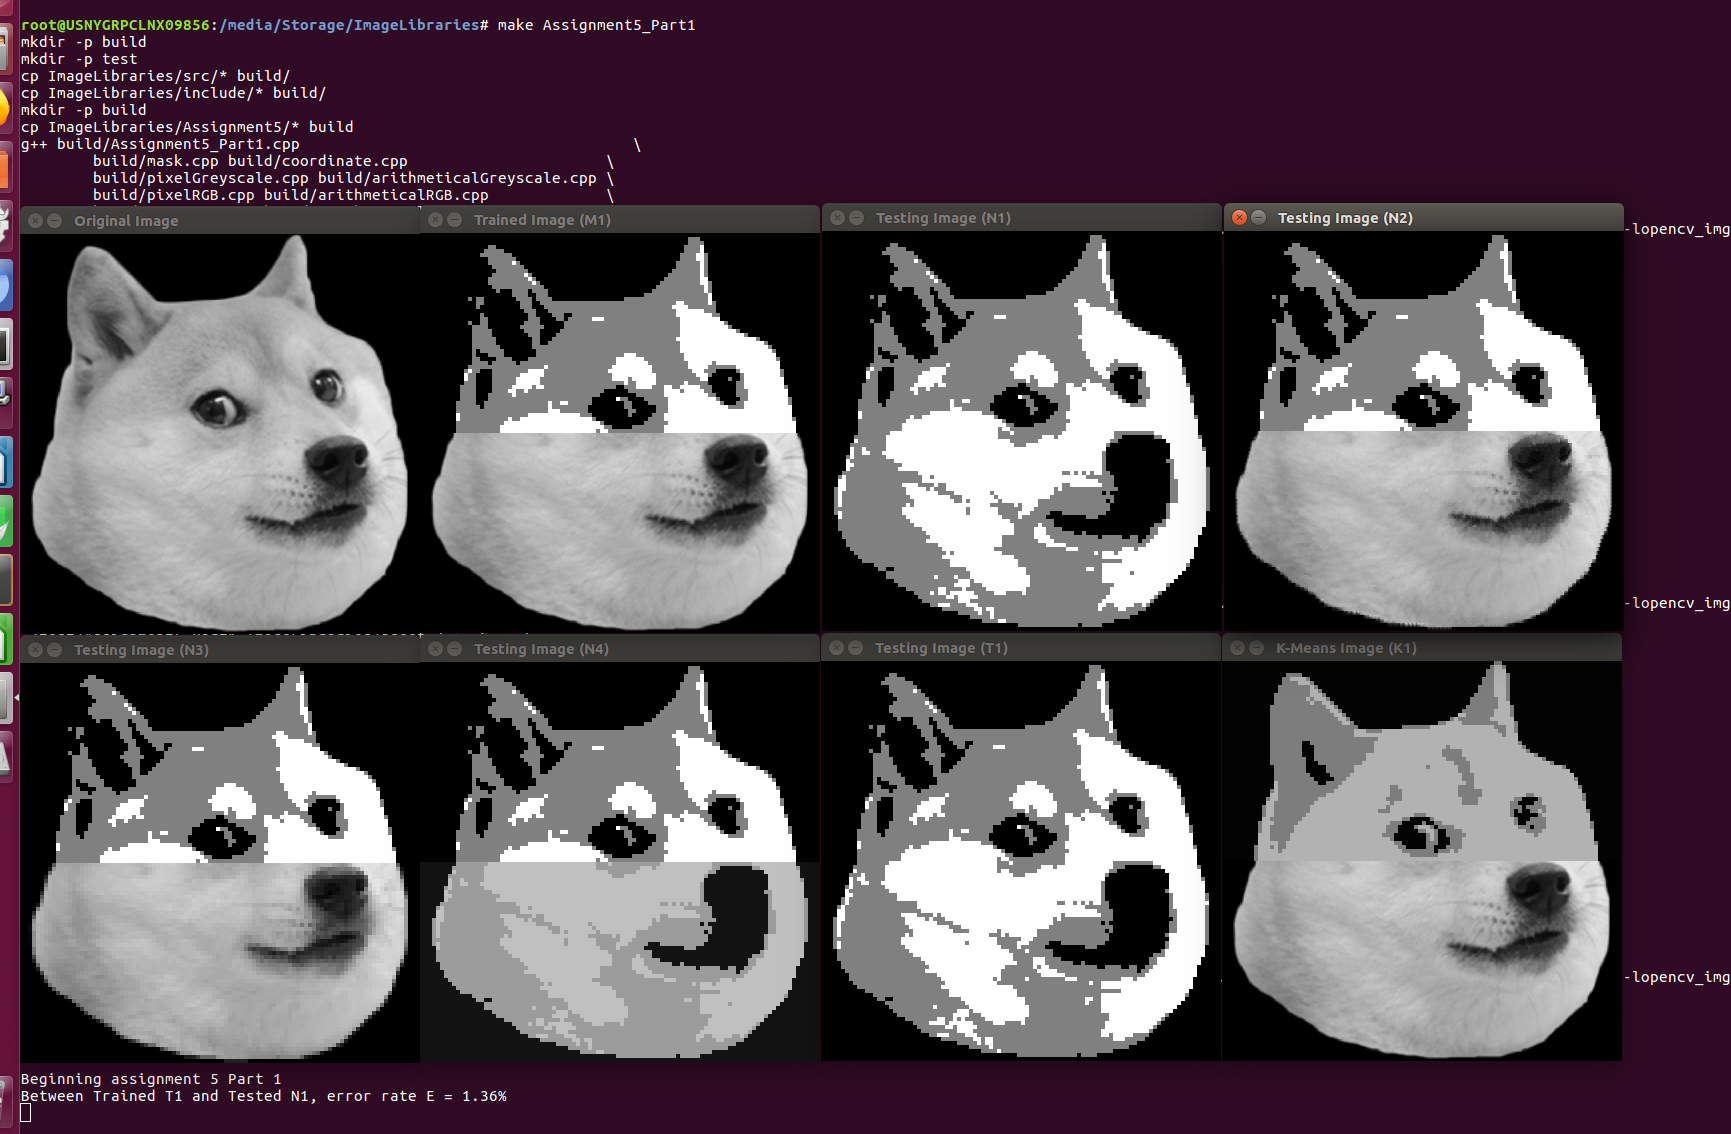 root@USNYGRPCLNX09856:/media/Storage/ImageLibraries# make Assignment5_Part1
mkdir -p build
mkdir -p test
cp ImageLibraries/src/* build/
cp ImageLibraries/include/* build/
mkdir -p build
cp ImageLibraries/Assignment5/* build
g++ build/Assignment5_Part1.cpp \
build/mask.cpp build/coordinate.cpp \
build/pixelGreyscale.cpp build/arithmeticalGreyscale.cpp \
build/pixelRGB.cpp build/arithmeticalRGB.cpp \
Original Image
Trained Image (M1)
Testing Image (N1)
Testing Image (N2)
-lopencv_img
-lopencv_img
Testing Image (N3)
Testing Image (N4)
Testing Image (T1)
K-Means Image (K1)
-lopencv_img
Beginning assignment 5 Part 1
Between Trained T1 and Tested N1, error rate E = 1.36%